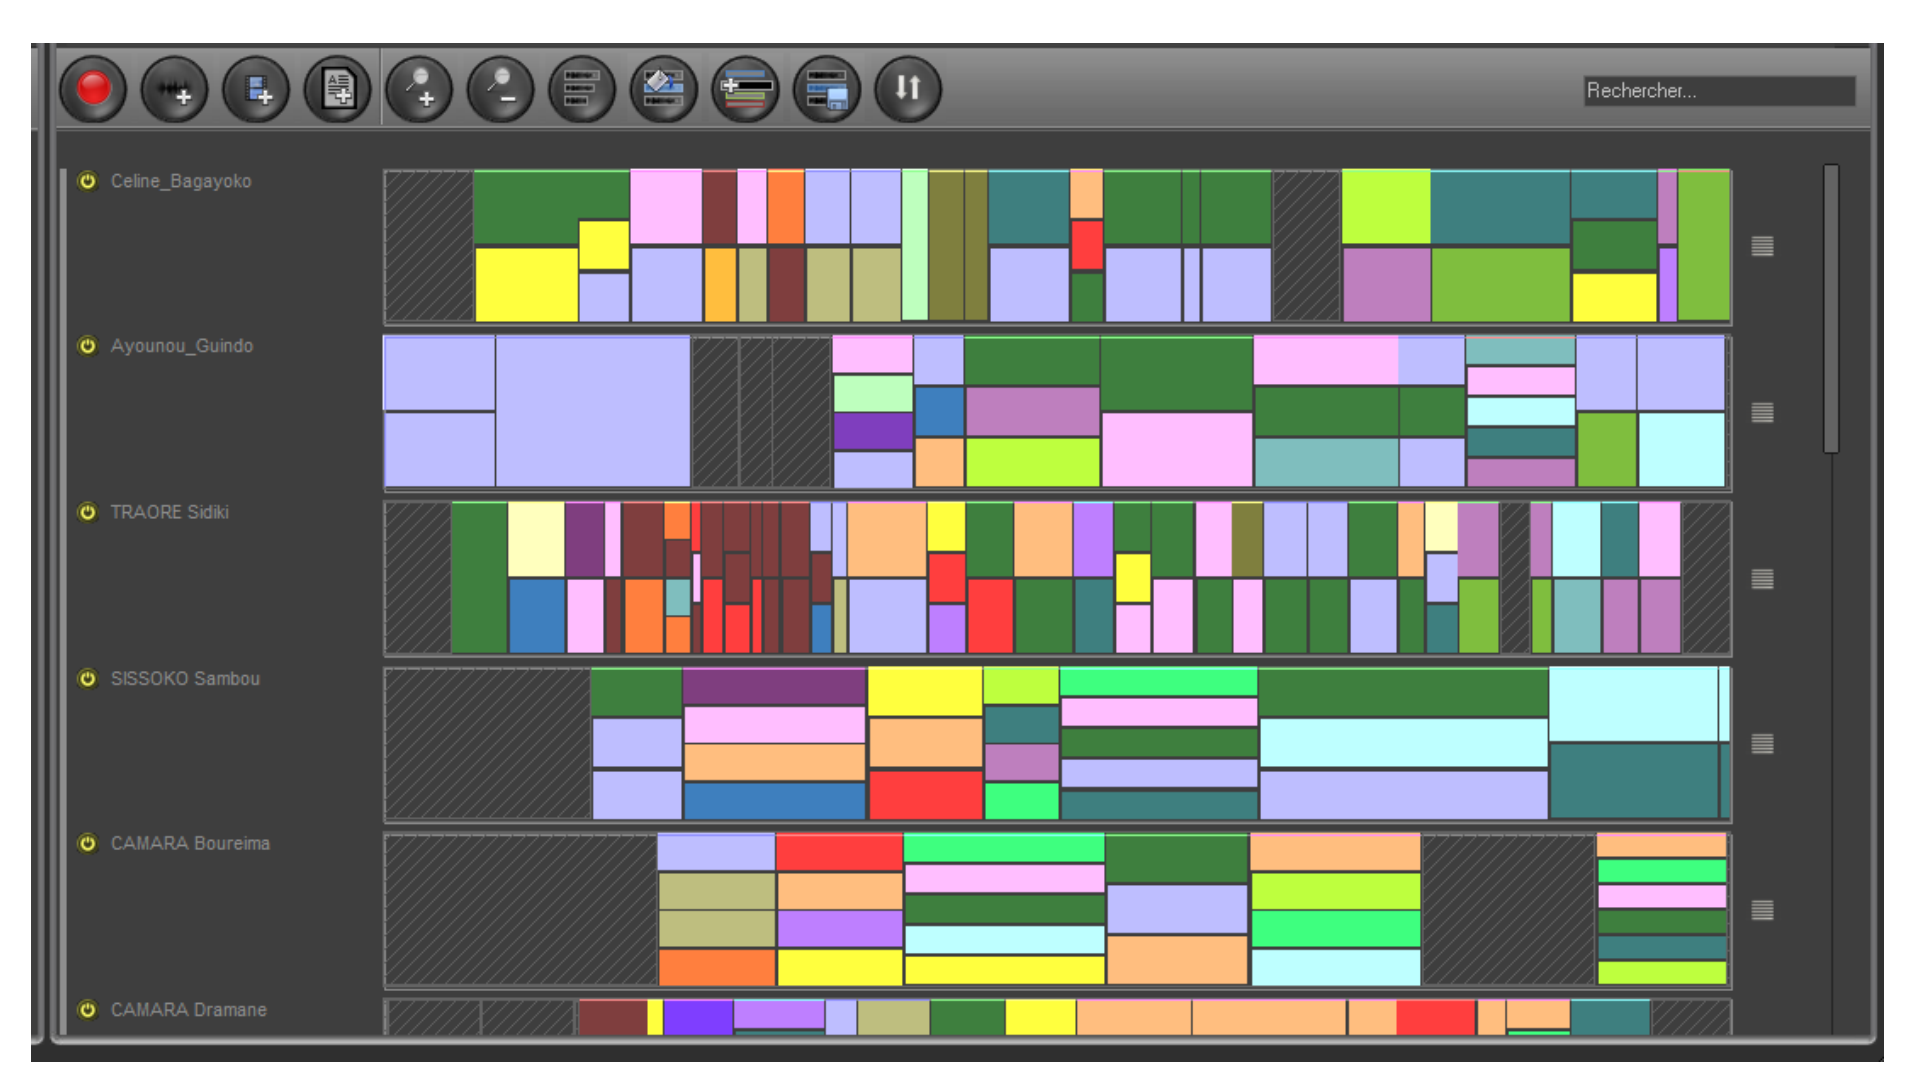 Rechercher...
Celine_Bagayoko
Ayounou_Guindo
TRAORE Sidiki
SISSOKO Sambou
CAMARA Boureima
CAMARA Dramane